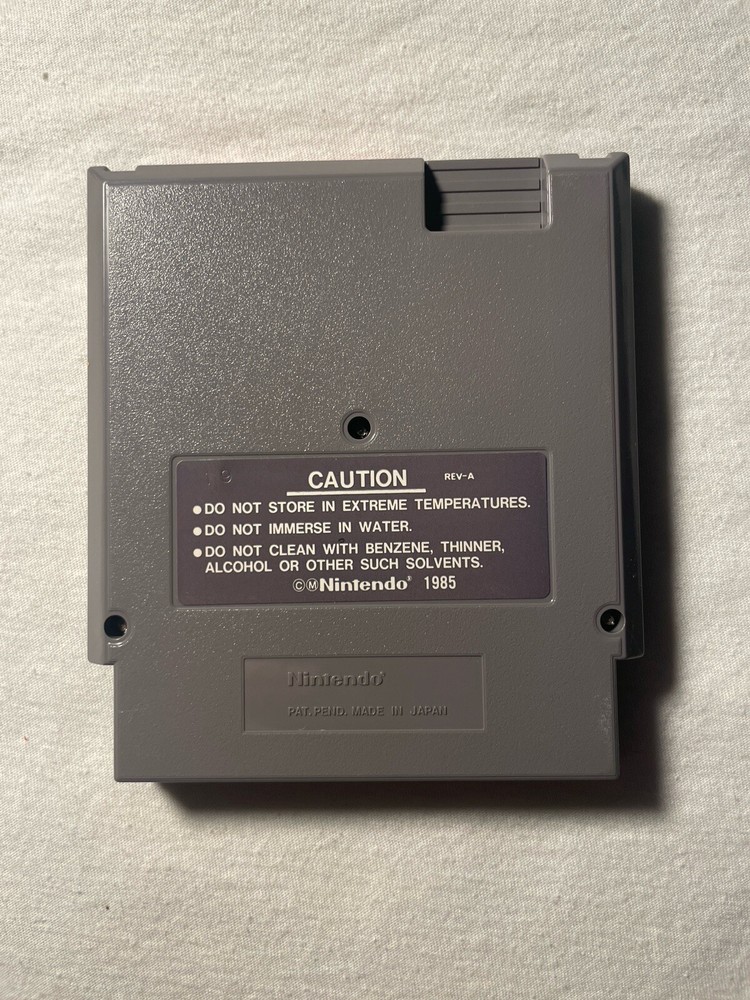 CAUTION REV-A
●DO NOT STORE IN EXTREME TEMPERATURES.
●DO NOT IMMERSE IN WATER.
●DO NOT CLEAN WITH BENZENE, THINNER,
ALCOHOL OR OTHER SUCH SOLVENTS.
©ⓂNintendo® 1985
Nintendo®
PAT. PEND. MADE IN JAPAN